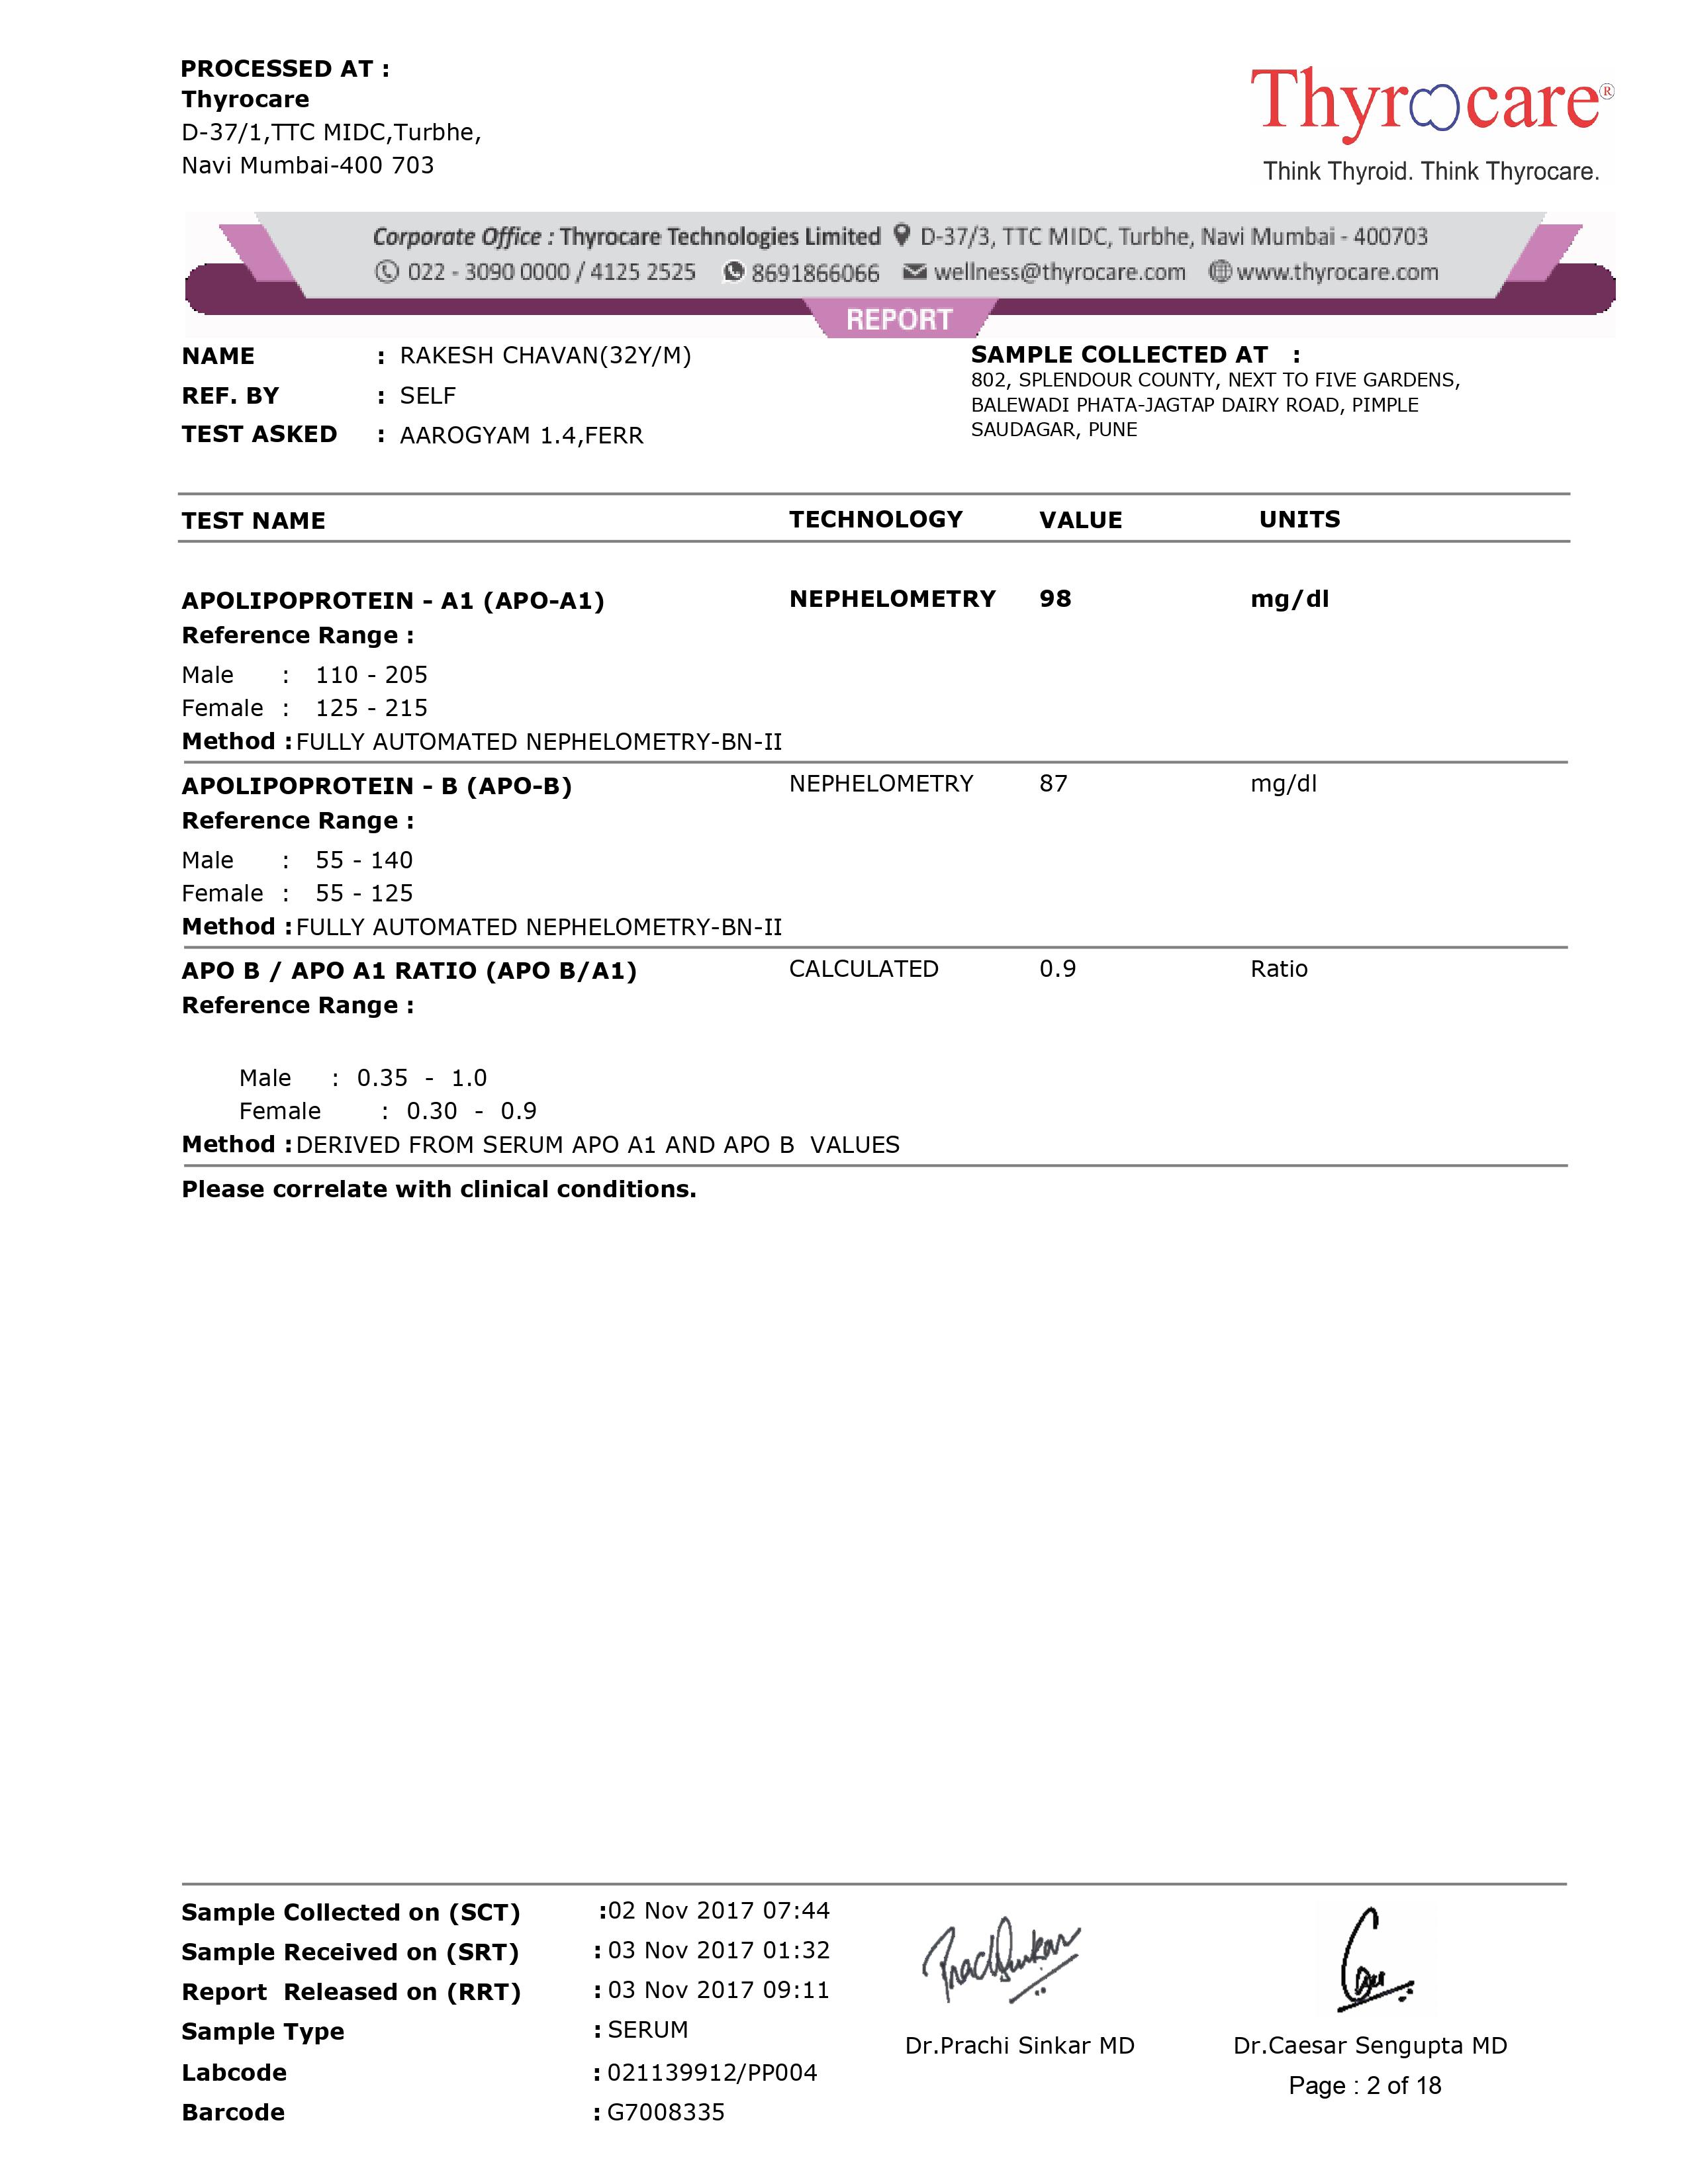 PROCESSED AT :
Thyrocare
D-37/1,TTC MIDC,Turbhe,
Navi Mumbai-400 703
Thyrocare®
Think Thyroid. Think Thyrocare.
Corporate Office : Thyrocare Technologies Limited D-37/3, TTC MIDC, Turbhe, Navi Mumbai - 400703
022 - 3090 0000 / 4125 2525 8691866066 wellness@thyrocare.com www.thyrocare.com
REPORT
NAME : RAKESH CHAVAN(32Y/M)
REF. BY : SELF
TEST ASKED : AAROGYAM 1.4,FERR
SAMPLE COLLECTED AT :
802, SPLENDOUR COUNTY, NEXT TO FIVE GARDENS,
BALEWADI PHATA-JAGTAP DAIRY ROAD, PIMPLE
SAUDAGAR, PUNE
TEST NAME TECHNOLOGY VALUE UNITS
APOLIPOPROTEIN - A1 (APO-A1) NEPHELOMETRY 98 mg/dl
Reference Range :
Male : 110 - 205
Female : 125 - 215
Method : FULLY AUTOMATED NEPHELOMETRY-BN-II
APOLIPOPROTEIN - B (APO-B) NEPHELOMETRY 87 mg/dl
Reference Range :
Male : 55 - 140
Female : 55 - 125
Method : FULLY AUTOMATED NEPHELOMETRY-BN-II
APO B / APO A1 RATIO (APO B/A1) CALCULATED 0.9 Ratio
Reference Range :
Male : 0.35 - 1.0
Female : 0.30 - 0.9
Method : DERIVED FROM SERUM APO A1 AND APO B VALUES
Please correlate with clinical conditions.
Sample Collected on (SCT) :02 Nov 2017 07:44
Sample Received on (SRT) : 03 Nov 2017 01:32
Report Released on (RRT) : 03 Nov 2017 09:11
Sample Type : SERUM
Labcode : 021139912/PP004
Barcode : G7008335
Dr.Prachi Sinkar MD
Dr.Caesar Sengupta MD
Page : 2 of 18